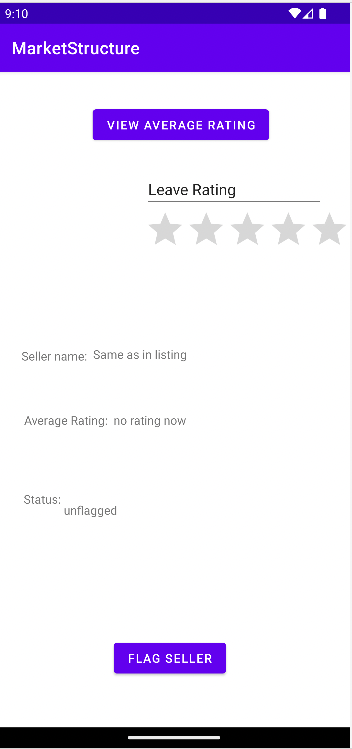 9:10
MarketStructure
VIEW AVERAGE RATING
Leave Rating
Seller name: Same as in listing
Average Rating: no rating now
Status:
unflagged
FLAG SELLER